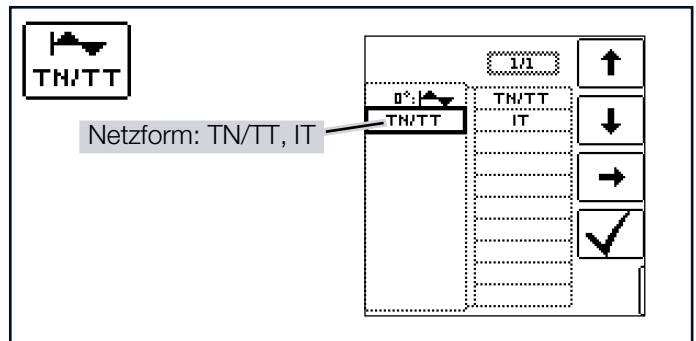 TN/TT
1/1
0°: TN/TT
TN/TT IT
Netzform: TN/TT, IT